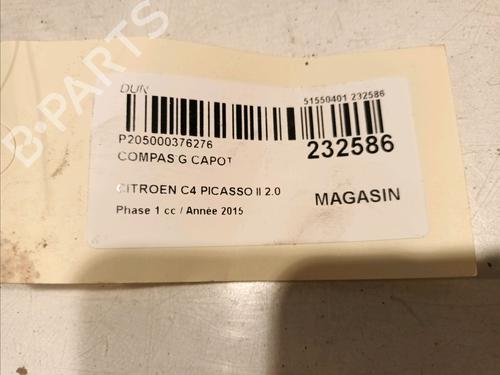 B-PARTS
DUN
51550401 232586
P205000376276
232586
COMPAS G CAPOT
CITROEN C4 PICASSO II 2.0
MAGASIN
Phase 1 cc / Année 2015